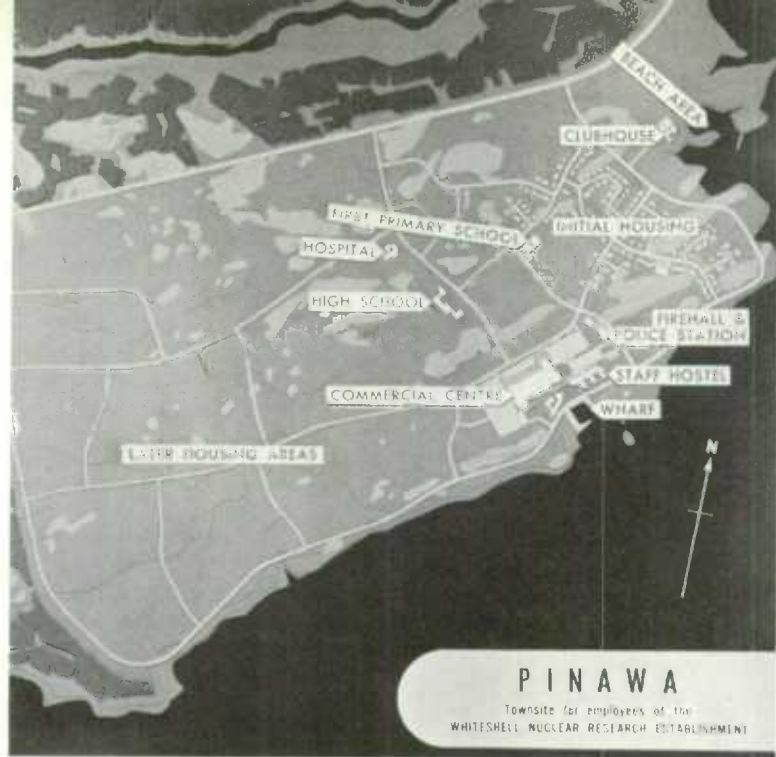 BEACH AREA
CLUBHOUSE
FIRST PRIMARY SCHOOL
INITIAL HOUSING
HOSPITAL
HIGH SCHOOL
FIREHALL &
POLICE STATION
STAFF HOSTEL
COMMERCIAL CENTRE
WHARF
LATER HOUSING AREAS
N
PINAWA
Townsite for employees of the
WHITESHELL NUCLEAR RESEARCH ESTABLISHMENT